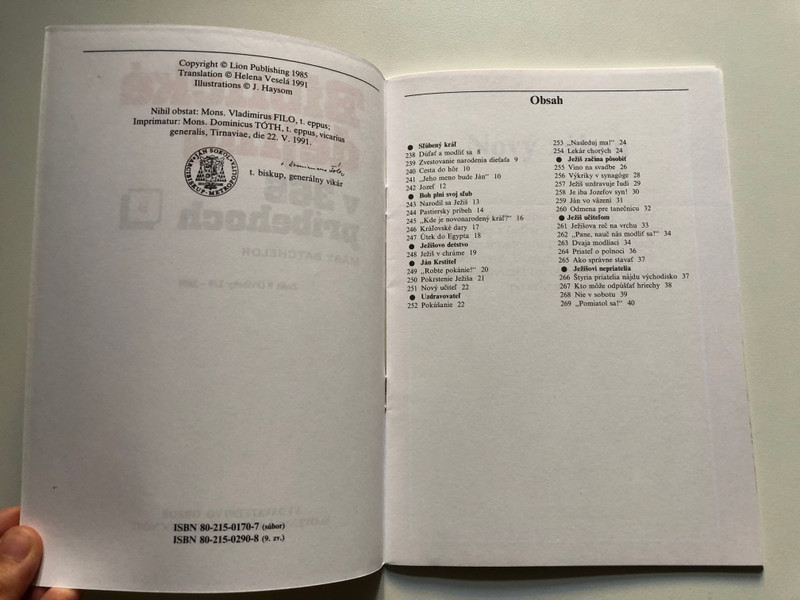 Copyright © Lion Publishing 1985
Translation © Helena Veselá 1991
Illustrations © J. Haysom
Nihil obstat: Mons. Vladimirus FILO, t. eppus;
Imprimatur: Mons. Dominicus TÓTH, t. eppus, vicarius
generalis, Tirnaviae, die 22. V. 1991.
JÁN SOKOL
t. biskup, generálny vikár
ISBN 80-215-0170-7 (súbor)
ISBN 80-215-0290-8 (9. zv.)
Obsah
● Sľúbený kráľ
238 Dúfať a modliť sa 8
239 Zvestovanie narodenia dieťaťa 9
240 Cesta do hôr 10
241 „Jeho meno bude Ján" 10
242 Jozef 12
● Boh plní svoj sľub
243 Narodil sa Ježiš 13
244 Pastiersky príbeh 14
245 „Kde je novonarodený kráľ?" 16
246 Kráľovské dary 17
247 Útek do Egypta 18
● Ježišovo detstvo
248 Ježiš v chráme 19
● Ján Krstiteľ
249 „Robte pokánie!" 20
250 Pokrstenie Ježiša 21
251 Nový učiteľ 22
● Uzdravovateľ
252 Pokúšanie 22
253 „Nasleduj ma!" 24
254 Lekár chorých 24
● Ježiš začína pôsobiť
255 Víno na svadbe 26
256 Výkriky v synagóge 28
257 Ježiš uzdravuje ľudí 29
258 Je iba Jozefov syn! 30
259 Ján vo väzení 31
260 Odmena pre tanečnicu 32
● Ježiš učiteľom
261 Ježišova reč na vrchu 33
262 „Pane, nauč nás modliť sa!" 34
263 Dvaja modliaci 34
264 Priateľ o polnoci 36
265 Ako správne stavať 37
● Ježišovi nepriatelia
266 Štyria priatelia nájdu východisko 37
267 Kto môže odpúšťať hriechy 38
268 Nie v sobotu 39
269 „Pomiatol sa!" 40